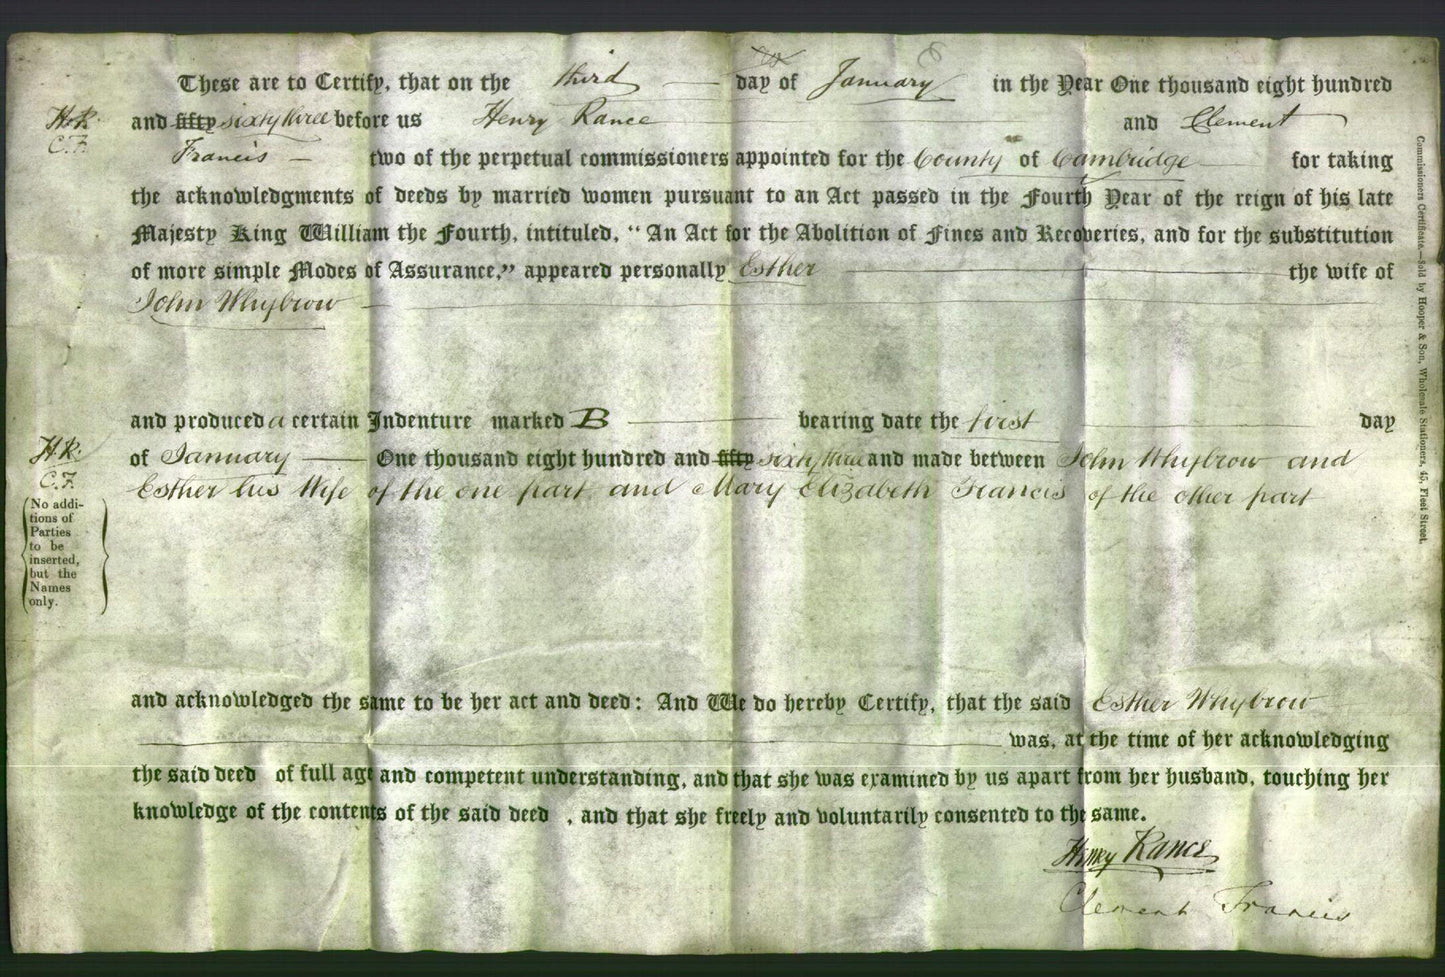 These are to Certify, that on the third day of January in the Year One thousand eight hundred
H.R. and fifty sixty three before us Henry Rance and Clement
C.F. Francis two of the perpetual commissioners appointed for the County of Cambridge for taking
the acknowledgments of deeds by married women pursuant to an Act passed in the Fourth Year of the reign of his late
Majesty King William the Fourth, intituled, "An Act for the Abolition of Fines and Recoveries, and for the substitution
of more simple Modes of Assurance," appeared personally Esther the wife of
John Whybrow
and produced a certain Indenture marked B bearing date the first day
H.R. of January One thousand eight hundred and fifty sixty three and made between John Whybrow and
C.F. Esther his Wife of the one part and Mary Elizabeth Francis of the other part
(No addi-
tions of
Parties
to be
inserted,
but the
Names
only.)
and acknowledged the same to be her act and deed: And We do hereby Certify, that the said Esther Whybrow
was, at the time of her acknowledging
the said deed of full age and competent understanding, and that she was examined by us apart from her husband, touching her
knowledge of the contents of the said deed , and that she freely and voluntarily consented to the same.
Henry Rance
Clement Francis
Commissioners Certificate.—Sold by Hooper & Son, Wholesale Stationers, 45, Fleet Street.